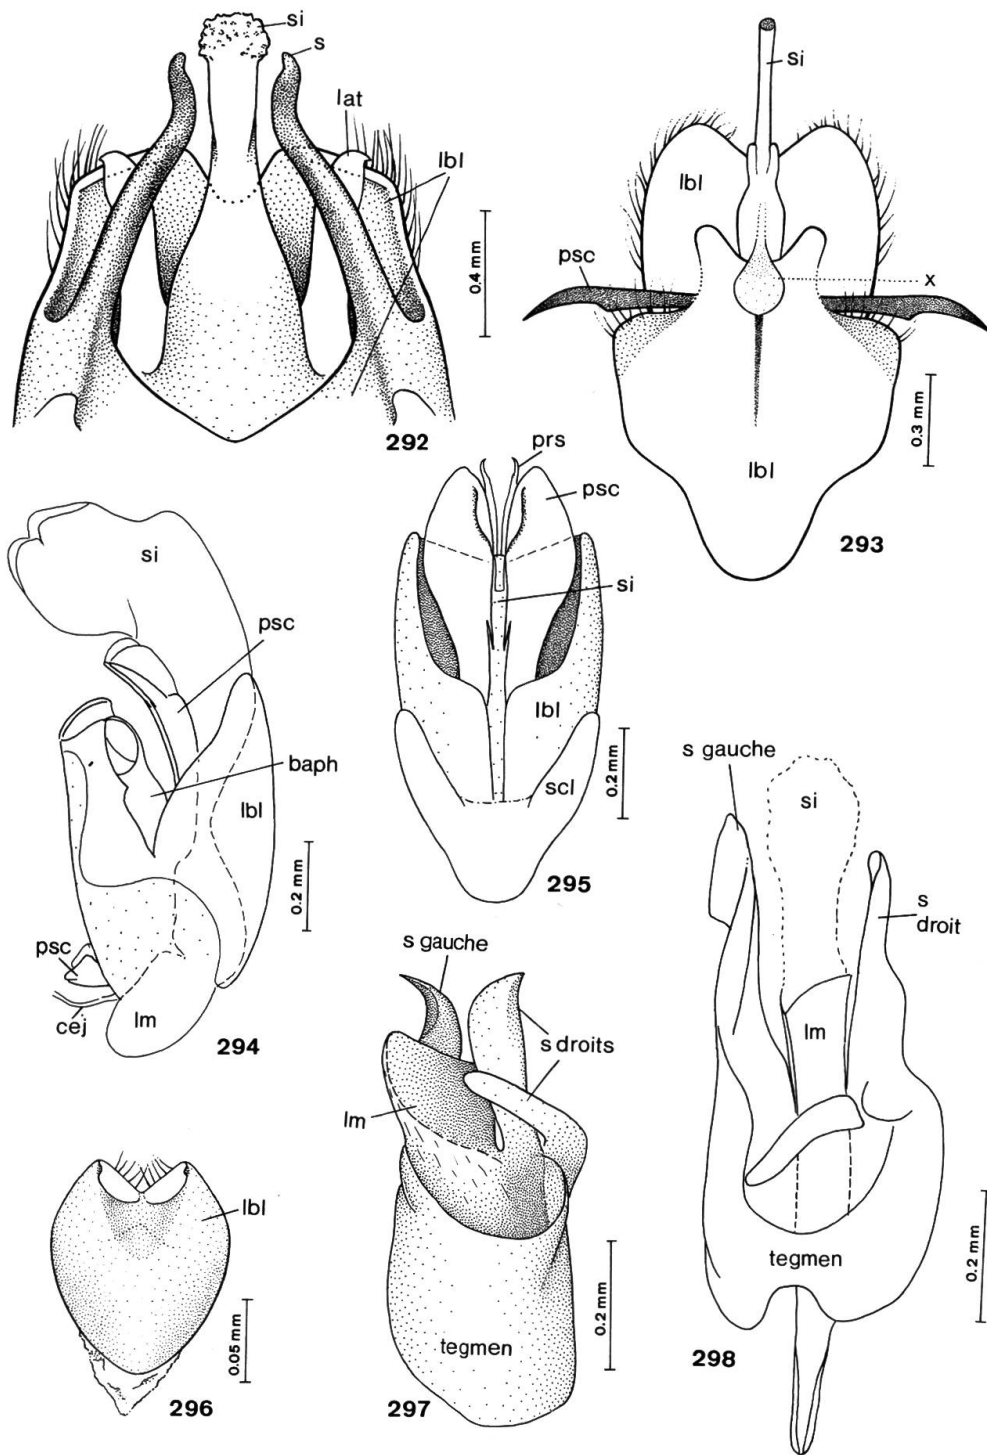 si
s
lat
lbl
0.4 mm
292
si
lbl
psc
x
0.3 mm
lbl
293
prs
psc
si
lbl
scl
0.2 mm
295
si
psc
baph
lbl
0.2 mm
psc
cej
lm
294
s gauche
si
s
droit
lm
tegmen
0.2 mm
298
s gauche
s droits
lm
tegmen
0.2 mm
297
lbl
0.05 mm
296